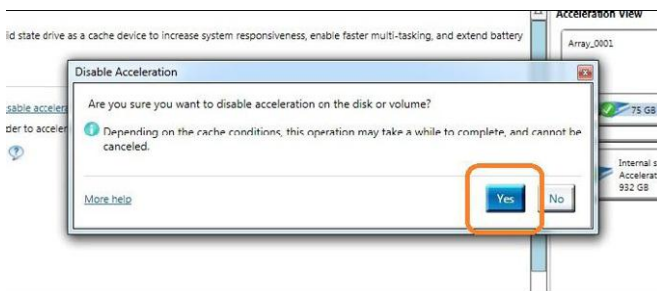 Acceleration View
id state drive as a cache device to increase system responsiveness, enable faster multi-tasking, and extend battery
Array_0001
Disable Acceleration
Are you sure you want to disable acceleration on the disk or volume?
sable accelera
Depending on the cache conditions, this operation may take a while to complete, and cannot be
canceled.
75 GB
der to acceler
Internal s
Accelerat
932 GB
More help
Yes
No